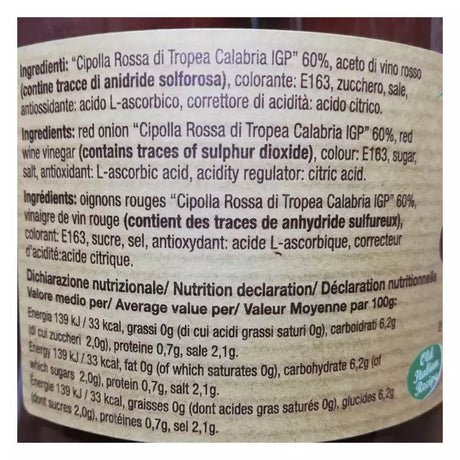 Ingredienti: “Cipolla Rossa di Tropea Calabria IGP” 60%, aceto di vino rosso
(contine tracce di anidride solforosa), colorante: E163, zucchero, sale,
antiossidante: acido L-ascorbico, correttore di acidità: acido citrico.
Ingredients: red onion “Cipolla Rossa di Tropea Calabria IGP” 60%, red
wine vinegar (contains traces of sulphur dioxide), colour: E163, sugar,
salt, antioxidant: L-ascorbic acid, acidity regulator: citric acid.
Ingrédients: oignons rouges “Cipolla Rossa di Tropea Calabria IGP” 60%,
vinaigre de vin rouge (contient des traces de anhydride sulfureux),
colorant: E163, sucre, sel, antioxydant: acide L-ascorbique, correcteur
d'acidité:acide citrique.
Dichiarazione nutrizionale/ Nutrition declaration/ Déclaration nutritionnelle
Valore medio per/ Average value per/ Valeur Moyenne par 100g:
Energia 139 kJ / 33 kcal, grassi 0g (di cui acidi grassi saturi 0g), carboidrati 6,2g
(di cui zuccheri 2,0g), proteine 0,7g, sale 2,1g.
Energy 139 kJ / 33 kcal, fat 0g (of which saturates 0g), carbohydrate 6,2g (of
which sugars 2,0g), protein 0,7g, salt 2,1g.
Énergie 139 kJ / 33 kcal, graisses 0g (dont acides gras saturés 0g), glucides 6,2g
(dont sucres 2,0g), protéines 0,7g, sel 2,1g.
Old
Italian
Recipe